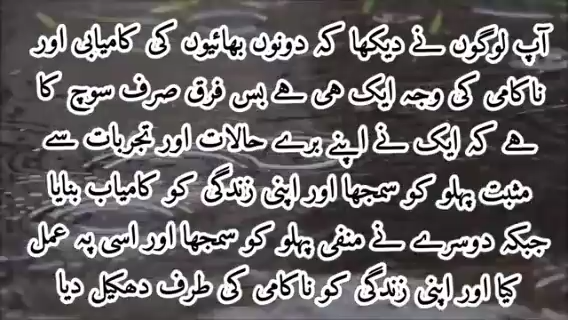 آپ لوگوں نے دیکھا کہ دونوں بھائیوں کی کامیابی اور
ناکامی کی وجہ ایک ہی ہے بس فرق صرف سوچ کا
ہے کہ ایک نے اپنے برے حالات اور تجربات سے
مثبت پہلو کو سمجھا اور اپنی زندگی کو کامیاب بنایا
جبکہ دوسرے نے منفی پہلو کو سمجھا اور اسی پہ عمل
کیا اور اپنی زندگی کو ناکامی کی طرف دھکیل دیا